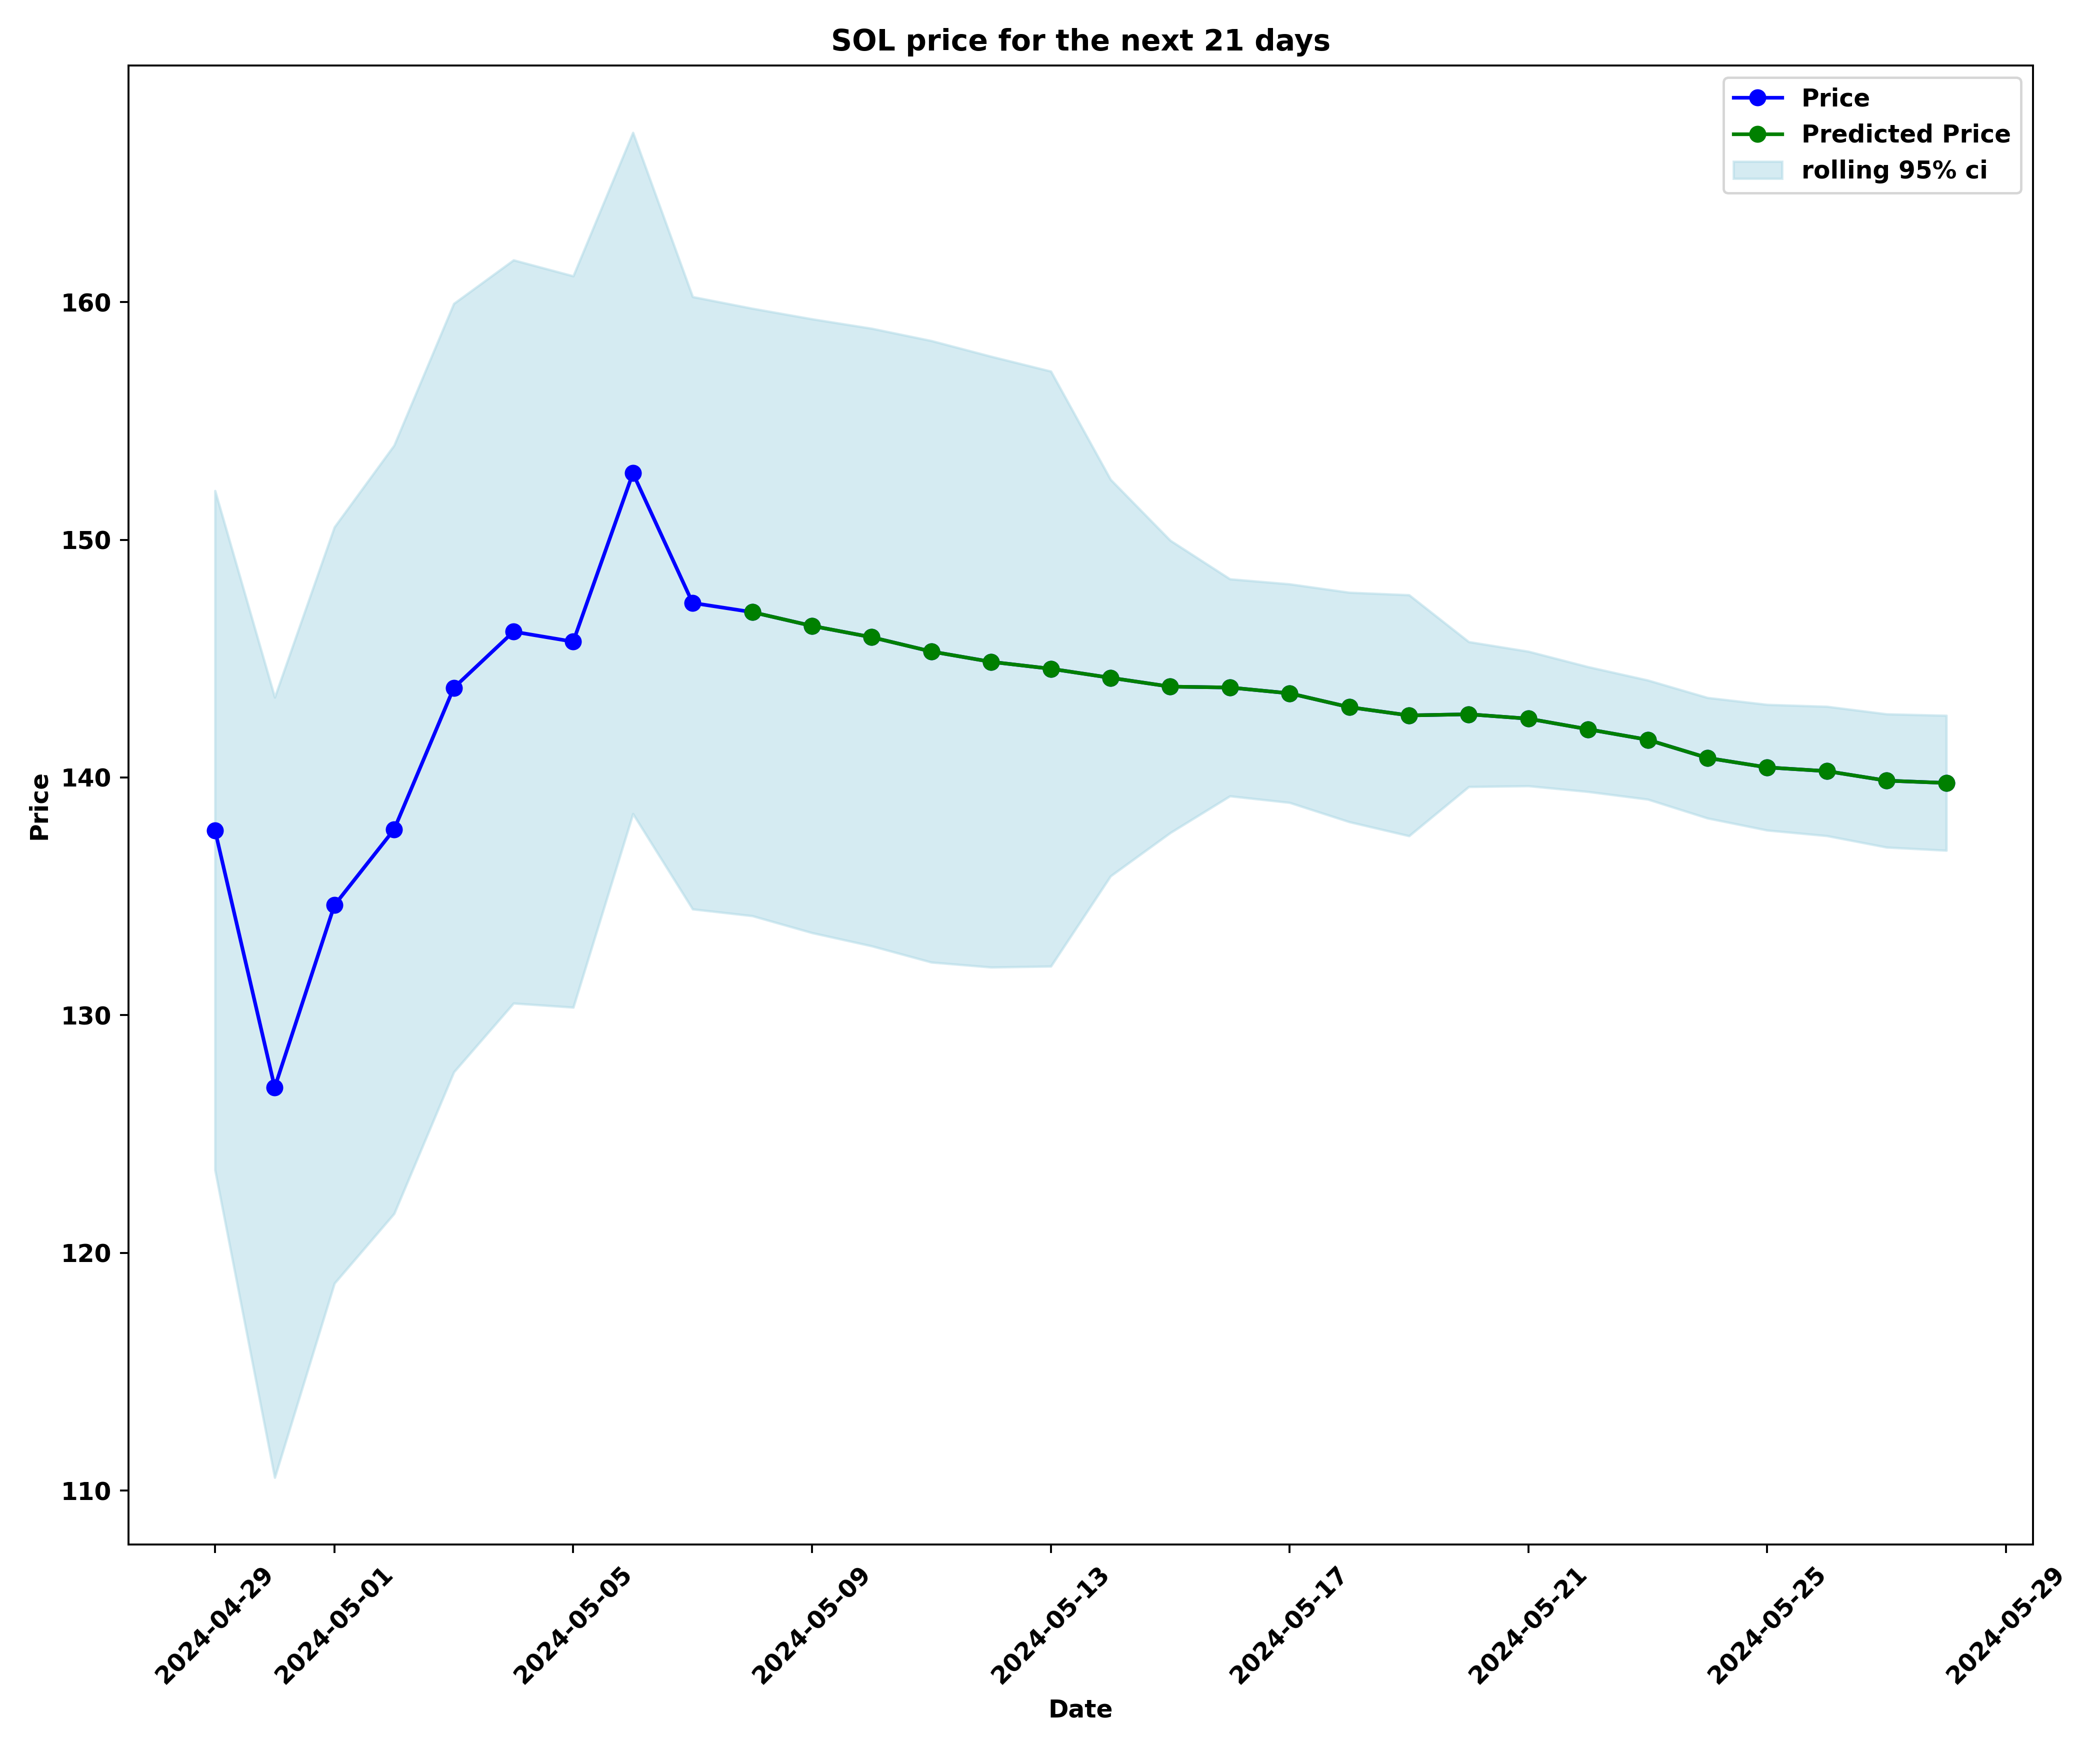 SOL price for the next 21 days
Price
Predicted Price
rolling 95% ci
160
150
140
130
120
110
Price
2024-04-29
2024-05-01
2024-05-05
2024-05-09
2024-05-13
2024-05-17
2024-05-21
2024-05-25
2024-05-29
Date